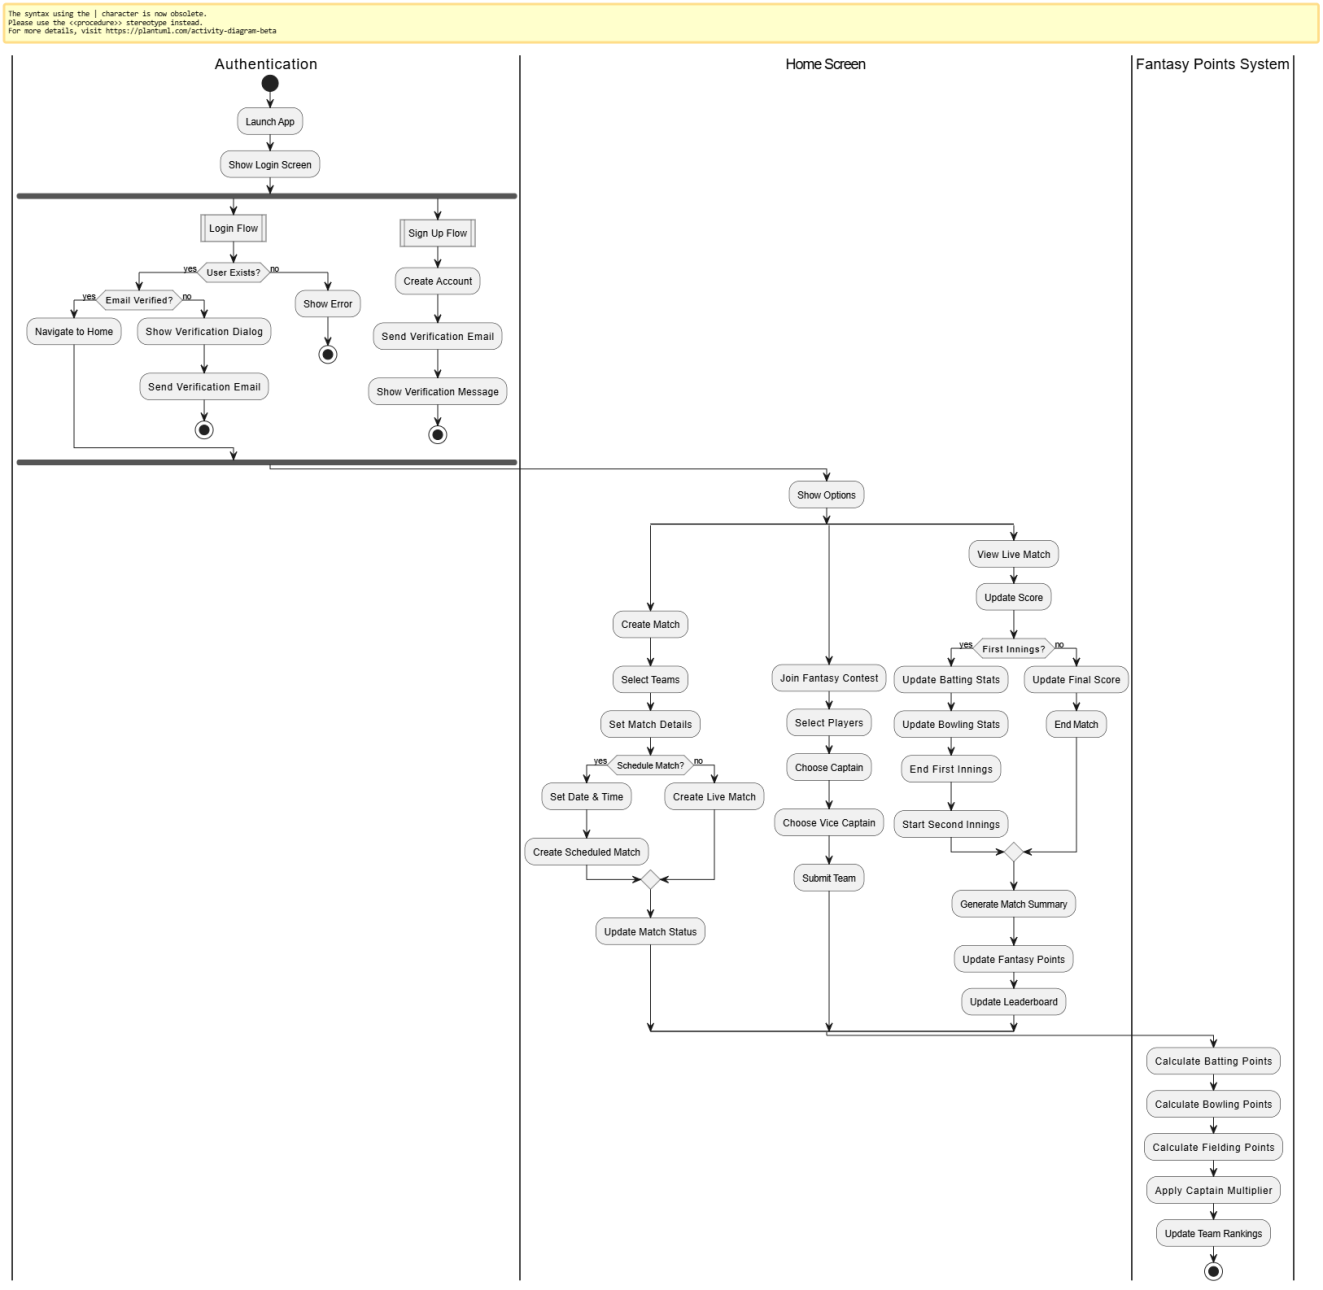 The syntax using the | character is now obsolete.
Please use the <<procedure>> stereotype instead.
For more details, visit https://plantuml.com/activity-diagram-beta
Authentication
Home Screen
Fantasy Points System
Launch App
Show Login Screen
Login Flow
Sign Up Flow
yes
User Exists?
no
Create Account
yes
Email Verified?
no
Show Error
Navigate to Home
Show Verification Dialog
Send Verification Email
Send Verification Email
Show Verification Message
Show Options
View Live Match
Update Score
Create Match
yes
First Innings?
no
Select Teams
Join Fantasy Contest
Update Batting Stats
Update Final Score
Set Match Details
Select Players
Update Bowling Stats
End Match
yes
Schedule Match?
no
Choose Captain
End First Innings
Set Date & Time
Create Live Match
Choose Vice Captain
Start Second Innings
Create Scheduled Match
Submit Team
Generate Match Summary
Update Match Status
Update Fantasy Points
Update Leaderboard
Calculate Batting Points
Calculate Bowling Points
Calculate Fielding Points
Apply Captain Multiplier
Update Team Rankings